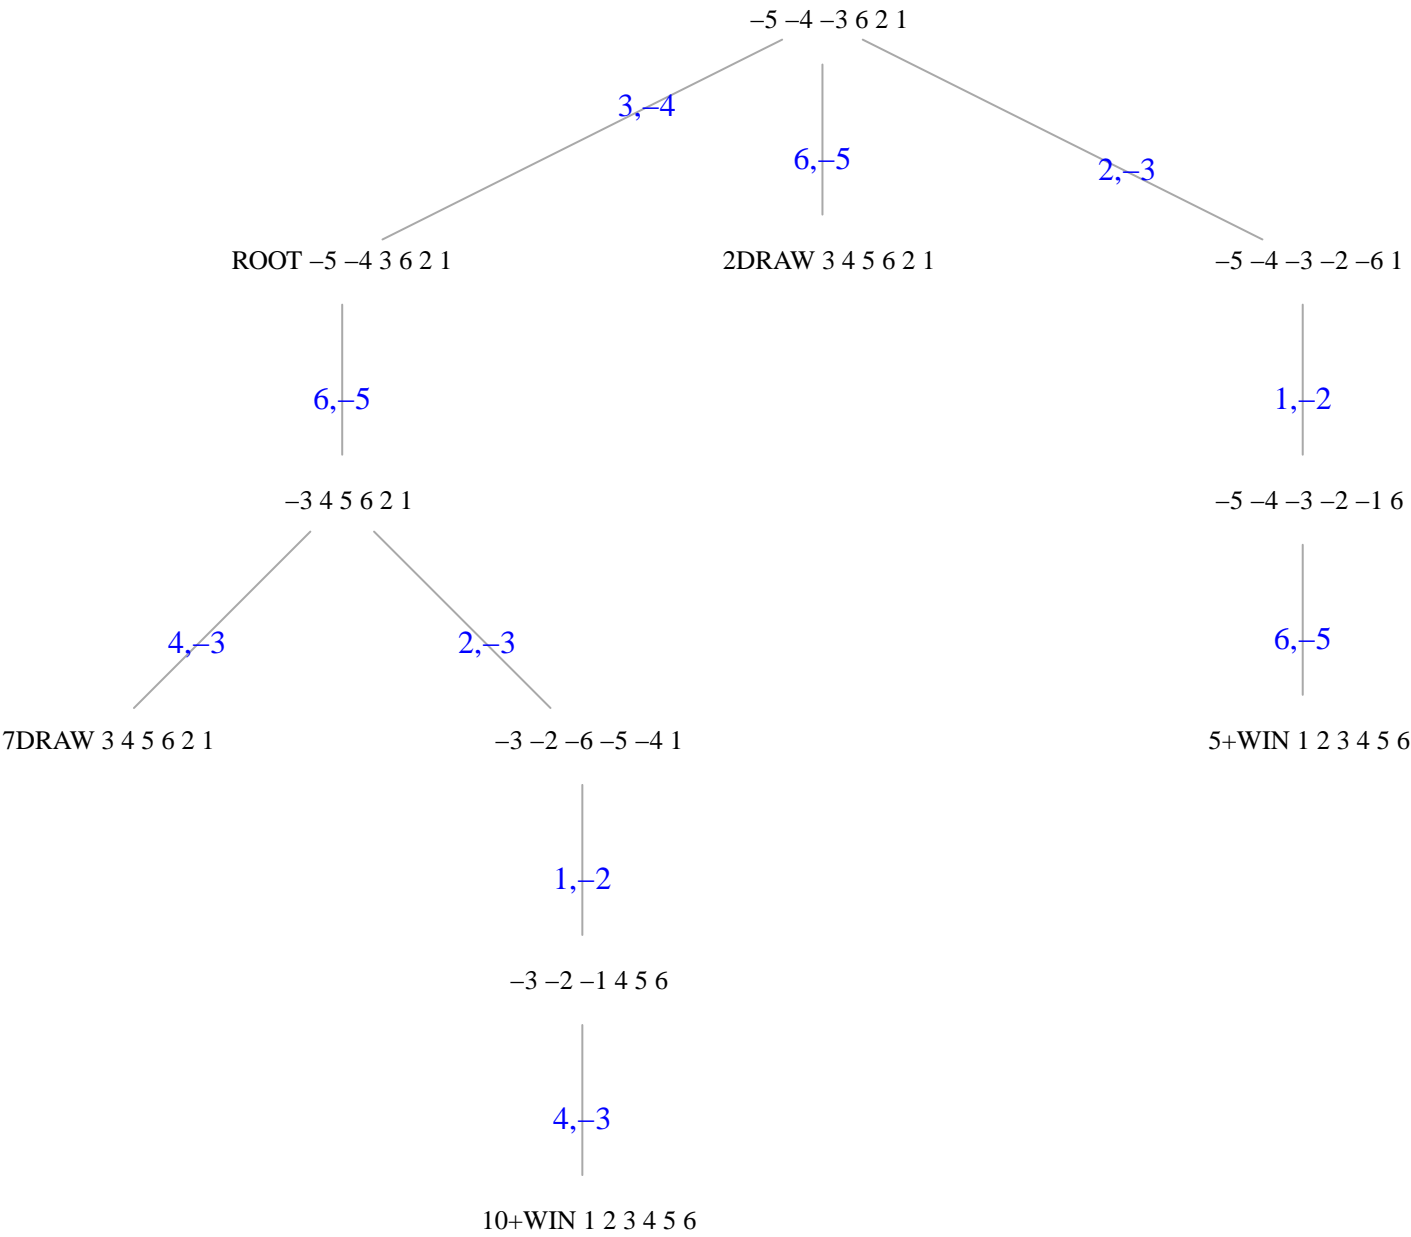 –5 –4 –3 6 2 1
3,–4
6,–5
2,–3
ROOT –5 –4 3 6 2 1
2DRAW 3 4 5 6 2 1
–5 –4 –3 –2 –6 1
6,–5
1,–2
–3 4 5 6 2 1
–5 –4 –3 –2 –1 6
4,–3
2,–3
6,–5
7DRAW 3 4 5 6 2 1
–3 –2 –6 –5 –4 1
5+WIN 1 2 3 4 5 6
1,–2
–3 –2 –1 4 5 6
4,–3
10+WIN 1 2 3 4 5 6